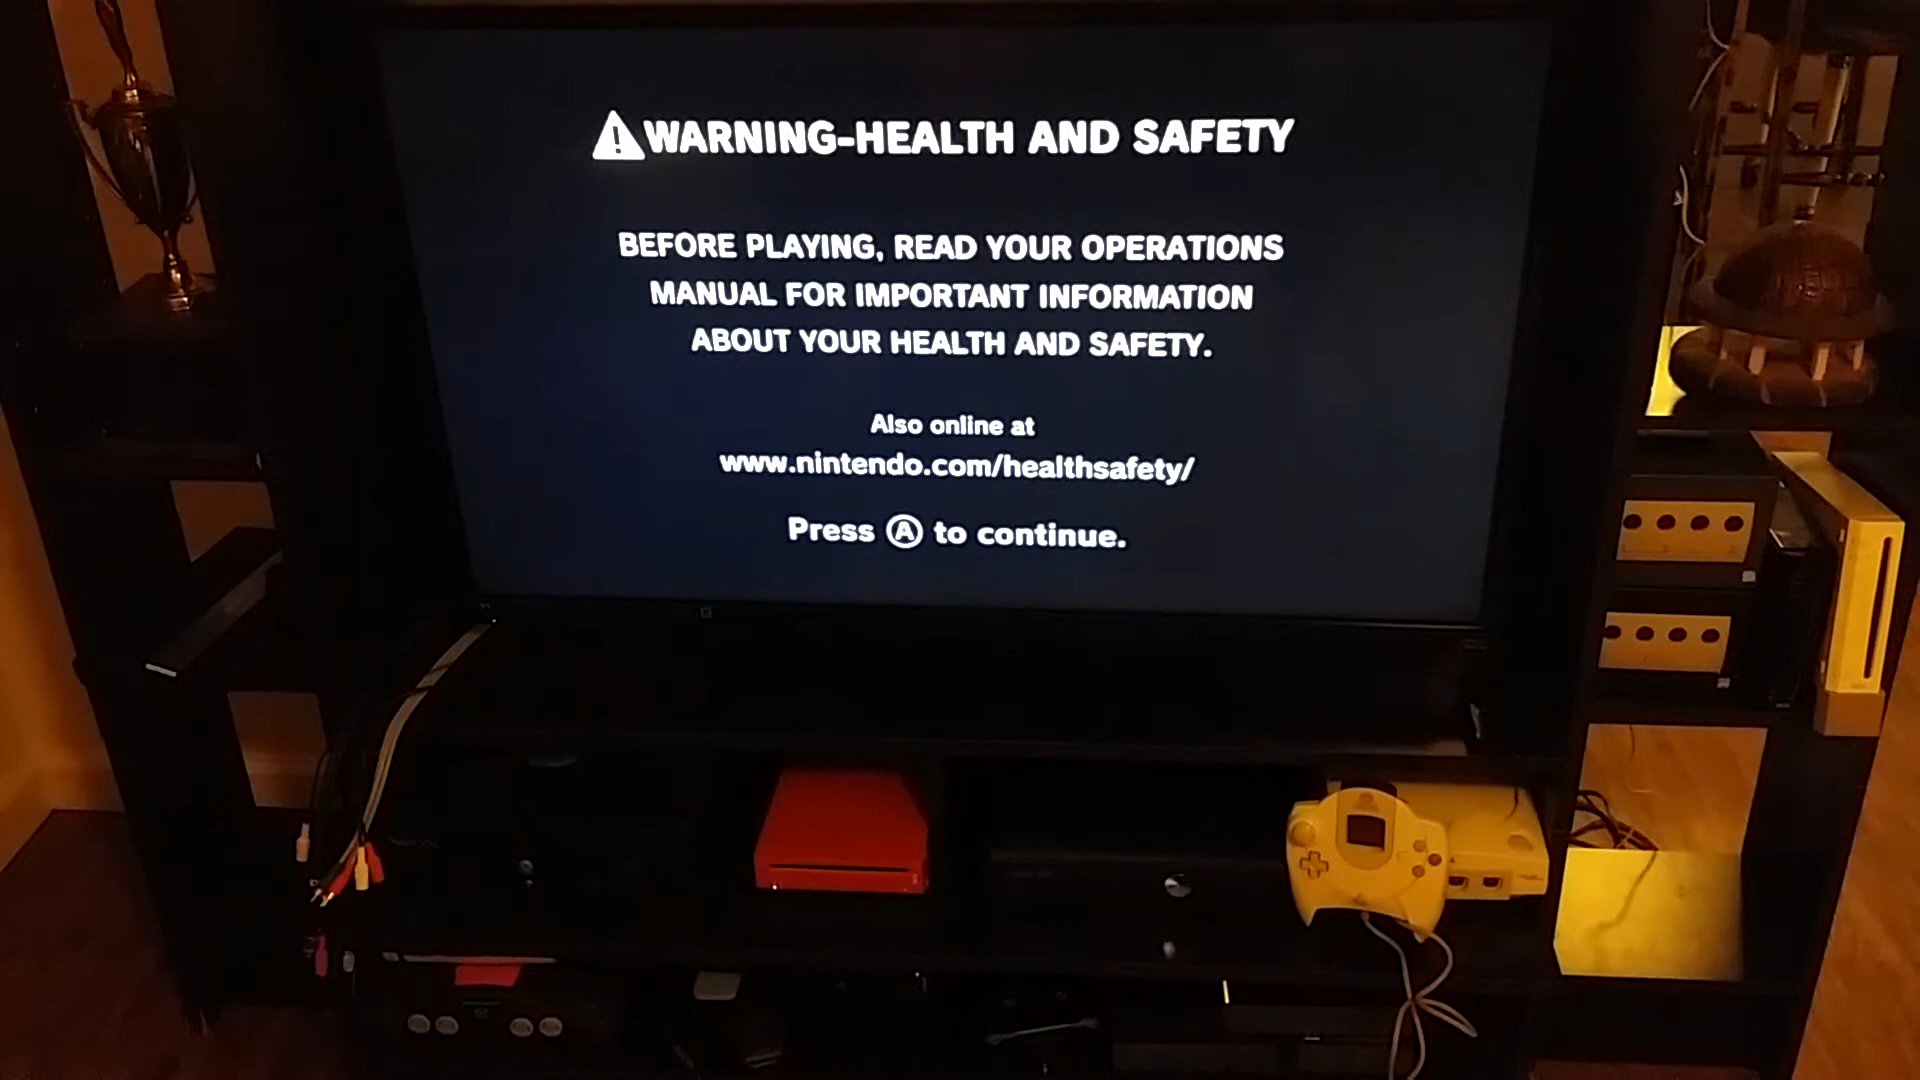 WARNING-HEALTH AND SAFETY
BEFORE PLAYING, READ YOUR OPERATIONS
MANUAL FOR IMPORTANT INFORMATION
ABOUT YOUR HEALTH AND SAFETY.
Also online at
www.nintendo.com/healthsafety/
Press Ⓐ to continue.